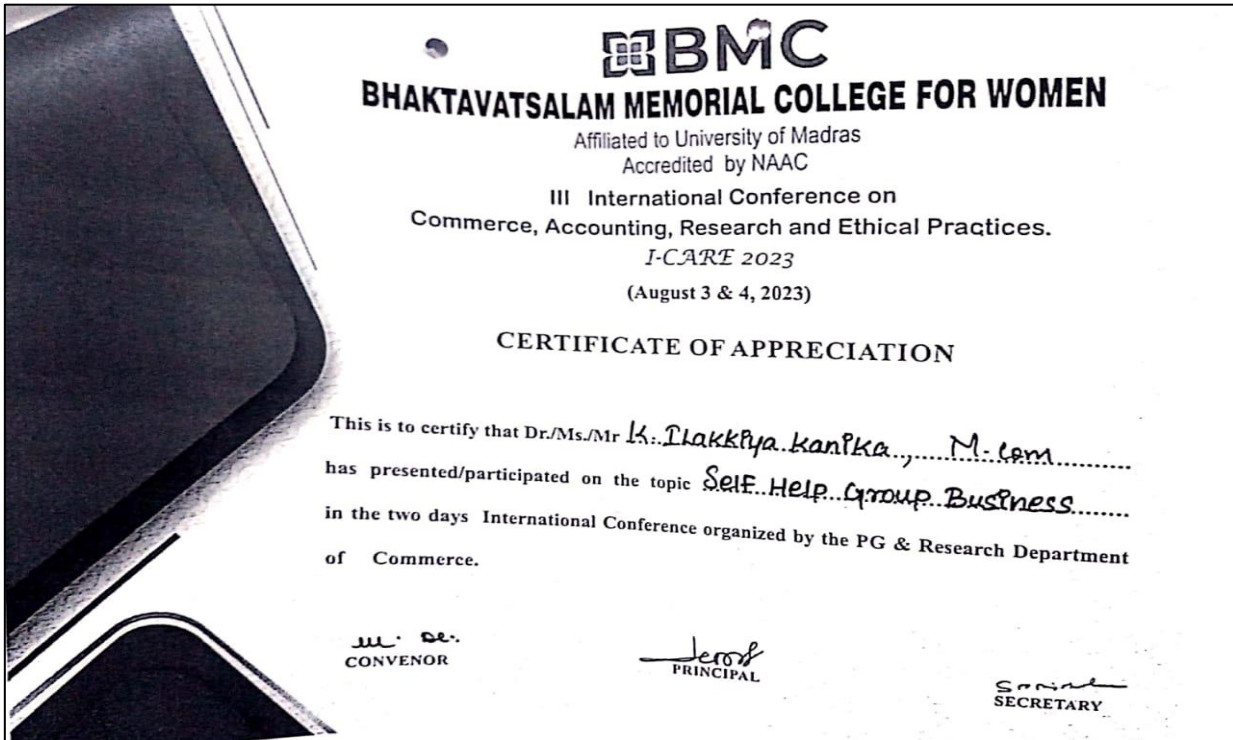 BMC
BHAKTAVATSALAM MEMORIAL COLLEGE FOR WOMEN
Affiliated to University of Madras
Accredited by NAAC
III International Conference on
Commerce, Accounting, Research and Ethical Practices.
I-CARE 2023
(August 3 & 4, 2023)
CERTIFICATE OF APPRECIATION
This is to certify that Dr./Ms./Mr K. Ilakkiya Kanika, M.com
has presented/participated on the topic Self Help Group Business
in the two days International Conference organized by the PG & Research Department
of Commerce.
CONVENOR
PRINCIPAL
SECRETARY